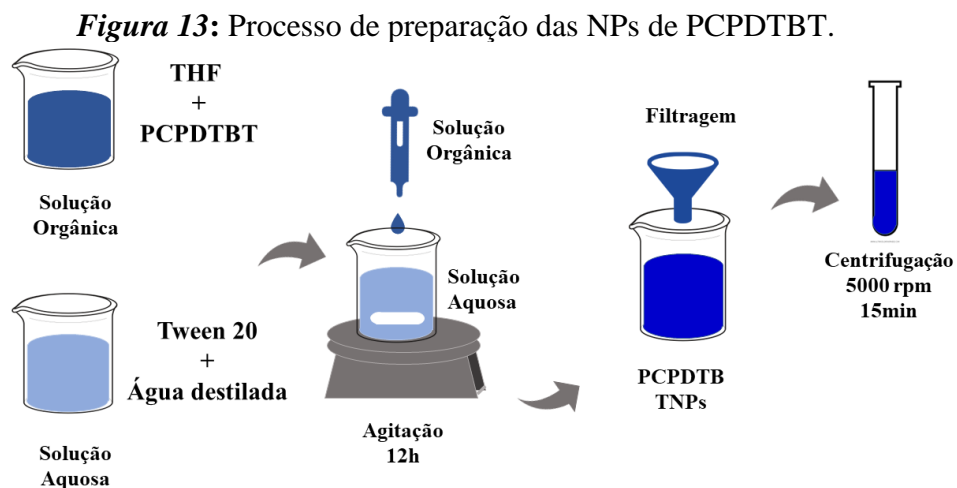 Figura 13: Processo de preparação das NPs de PCPDTBT.
THF
+
PCPDTBT
Solução
Orgânica
Tween 20
+
Água destilada
Solução
Aquosa
Solução
Orgânica
Solução
Aquosa
Agitação
12h
Filtragem
PCPDTB
TNPs
Centrifugação
5000 rpm
15min